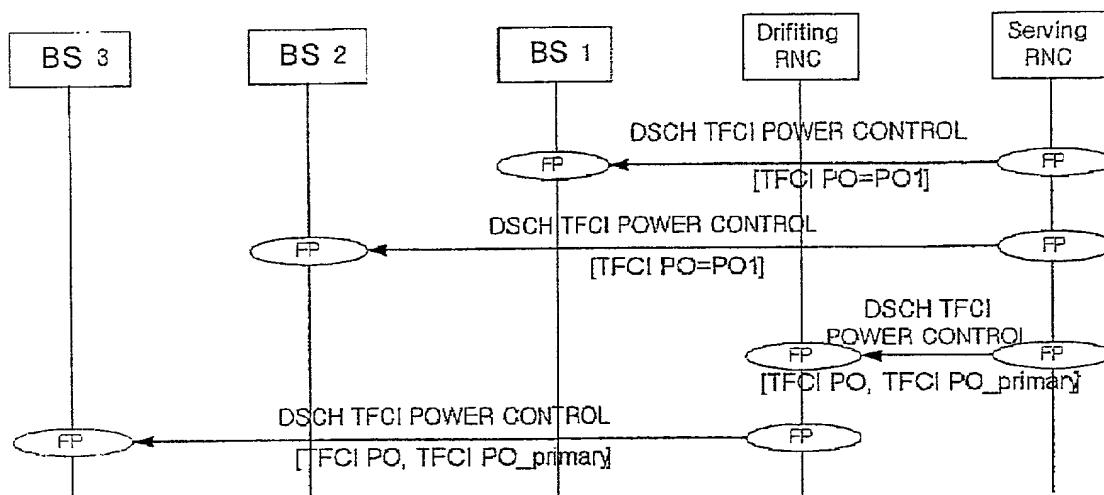 BS 3
BS 2
BS 1
Drifiting
RNC
Serving
RNC
DSCH TFCI POWER CONTROL
FP
FP
[TFCI PO=PO1]
DSCH TFCI POWER CONTROL
FP
FP
[TFCI PO=PO1]
DSCH TFCI
POWER CONTROL
FP
FP
[TFCI PO, TFCI PO_primary]
DSCH TFCI POWER CONTROL
FP
FP
[TFCI PO, TFCI PO_primary]